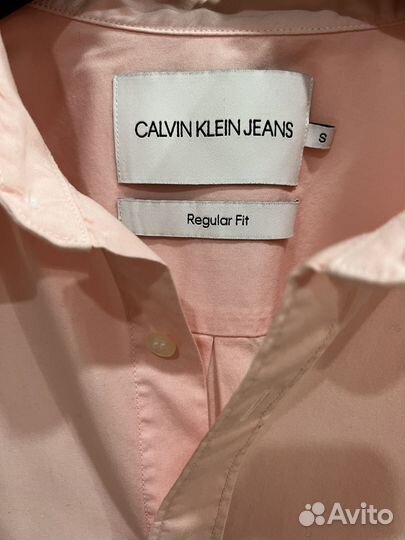 CALVIN KLEIN JEANS
S
Regular Fit
Avito